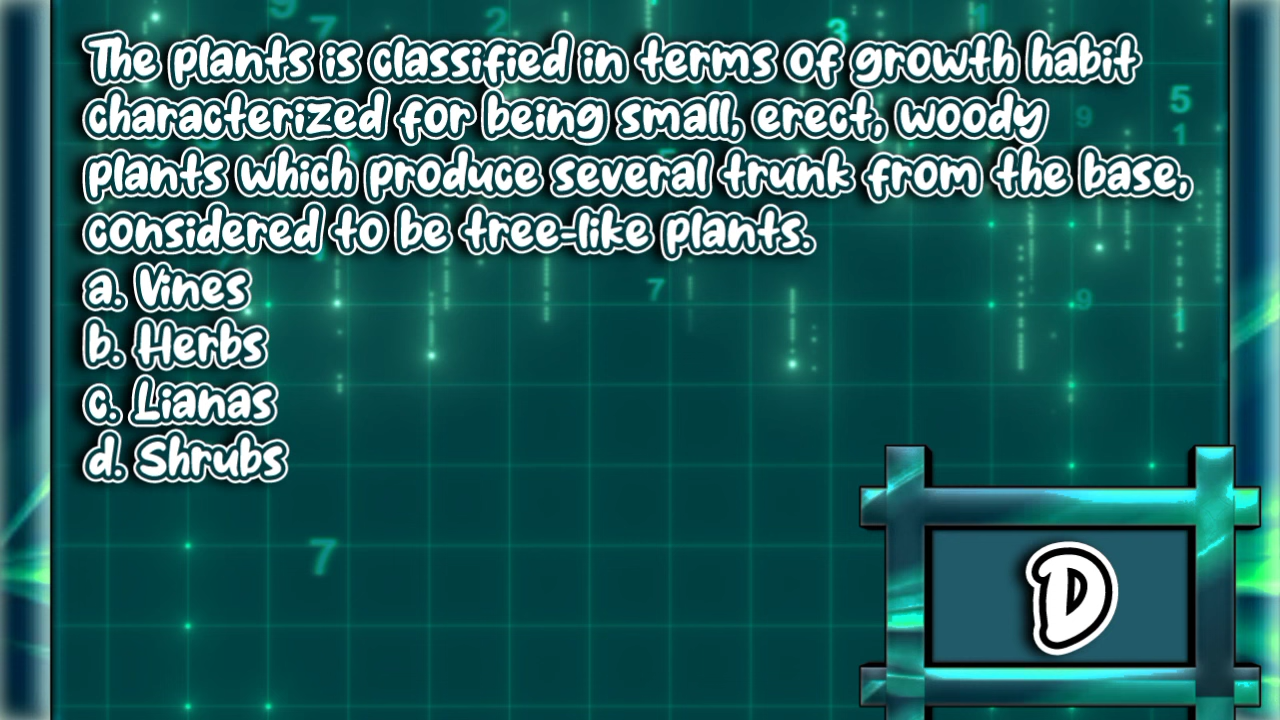 The plants is classified in terms of growth habit
characterized for being small, erect, woody
plants which produce several trunk from the base,
considered to be tree-like plants.
a. Vines
b. Herbs
c. Lianas
d. Shrubs
D